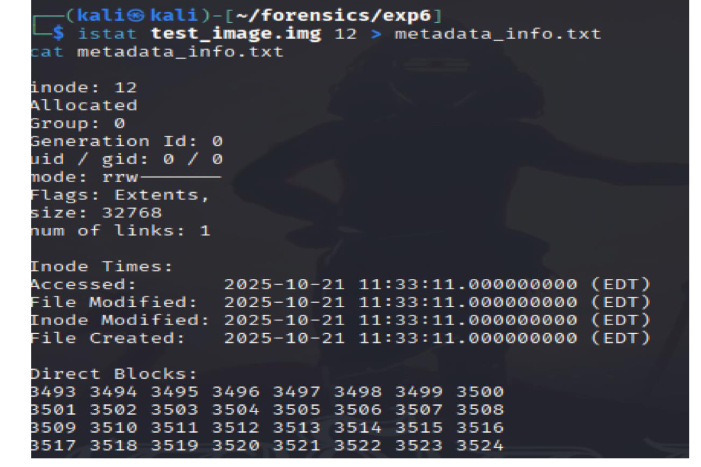 ┌──(kali㉿kali)-[~/forensics/exp6]
└─$ istat test_image.img 12 > metadata_info.txt
cat metadata_info.txt
inode: 12
Allocated
Group: 0
Generation Id: 0
uid / gid: 0 / 0
mode: rrw-------
Flags: Extents,
size: 32768
num of links: 1
Inode Times:
Accessed: 2025-10-21 11:33:11.000000000 (EDT)
File Modified: 2025-10-21 11:33:11.000000000 (EDT)
Inode Modified: 2025-10-21 11:33:11.000000000 (EDT)
File Created: 2025-10-21 11:33:11.000000000 (EDT)
Direct Blocks:
3493 3494 3495 3496 3497 3498 3499 3500
3501 3502 3503 3504 3505 3506 3507 3508
3509 3510 3511 3512 3513 3514 3515 3516
3517 3518 3519 3520 3521 3522 3523 3524